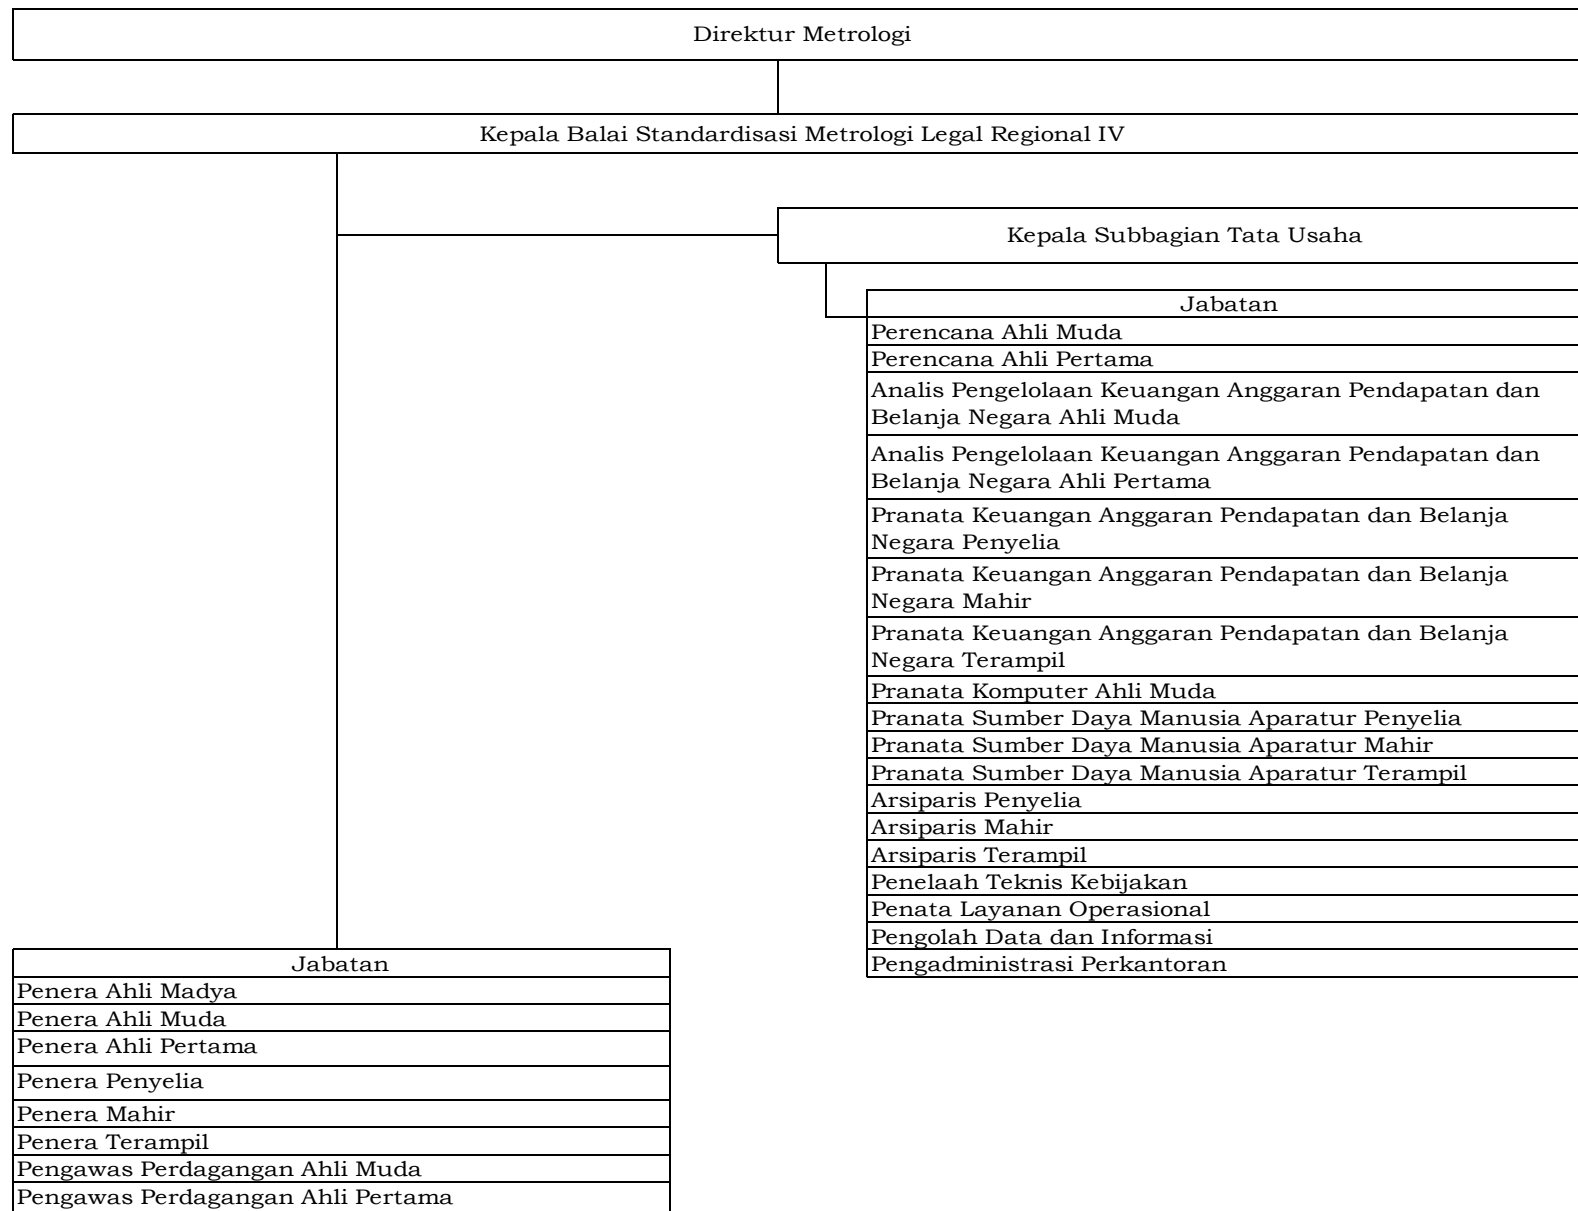 Direktur Metrologi
Kepala Balai Standardisasi Metrologi Legal Regional IV
Kepala Subbagian Tata Usaha
Jabatan
Perencana Ahli Muda
Perencana Ahli Pertama
Analis Pengelolaan Keuangan Anggaran Pendapatan dan
Belanja Negara Ahli Muda
Analis Pengelolaan Keuangan Anggaran Pendapatan dan
Belanja Negara Ahli Pertama
Pranata Keuangan Anggaran Pendapatan dan Belanja
Negara Penyelia
Pranata Keuangan Anggaran Pendapatan dan Belanja
Negara Mahir
Pranata Keuangan Anggaran Pendapatan dan Belanja
Negara Terampil
Pranata Komputer Ahli Muda
Pranata Sumber Daya Manusia Aparatur Penyelia
Pranata Sumber Daya Manusia Aparatur Mahir
Pranata Sumber Daya Manusia Aparatur Terampil
Arsiparis Penyelia
Arsiparis Mahir
Arsiparis Terampil
Penelaah Teknis Kebijakan
Penata Layanan Operasional
Pengolah Data dan Informasi
Pengadministrasi Perkantoran
Jabatan
Penera Ahli Madya
Penera Ahli Muda
Penera Ahli Pertama
Penera Penyelia
Penera Mahir
Penera Terampil
Pengawas Perdagangan Ahli Muda
Pengawas Perdagangan Ahli Pertama